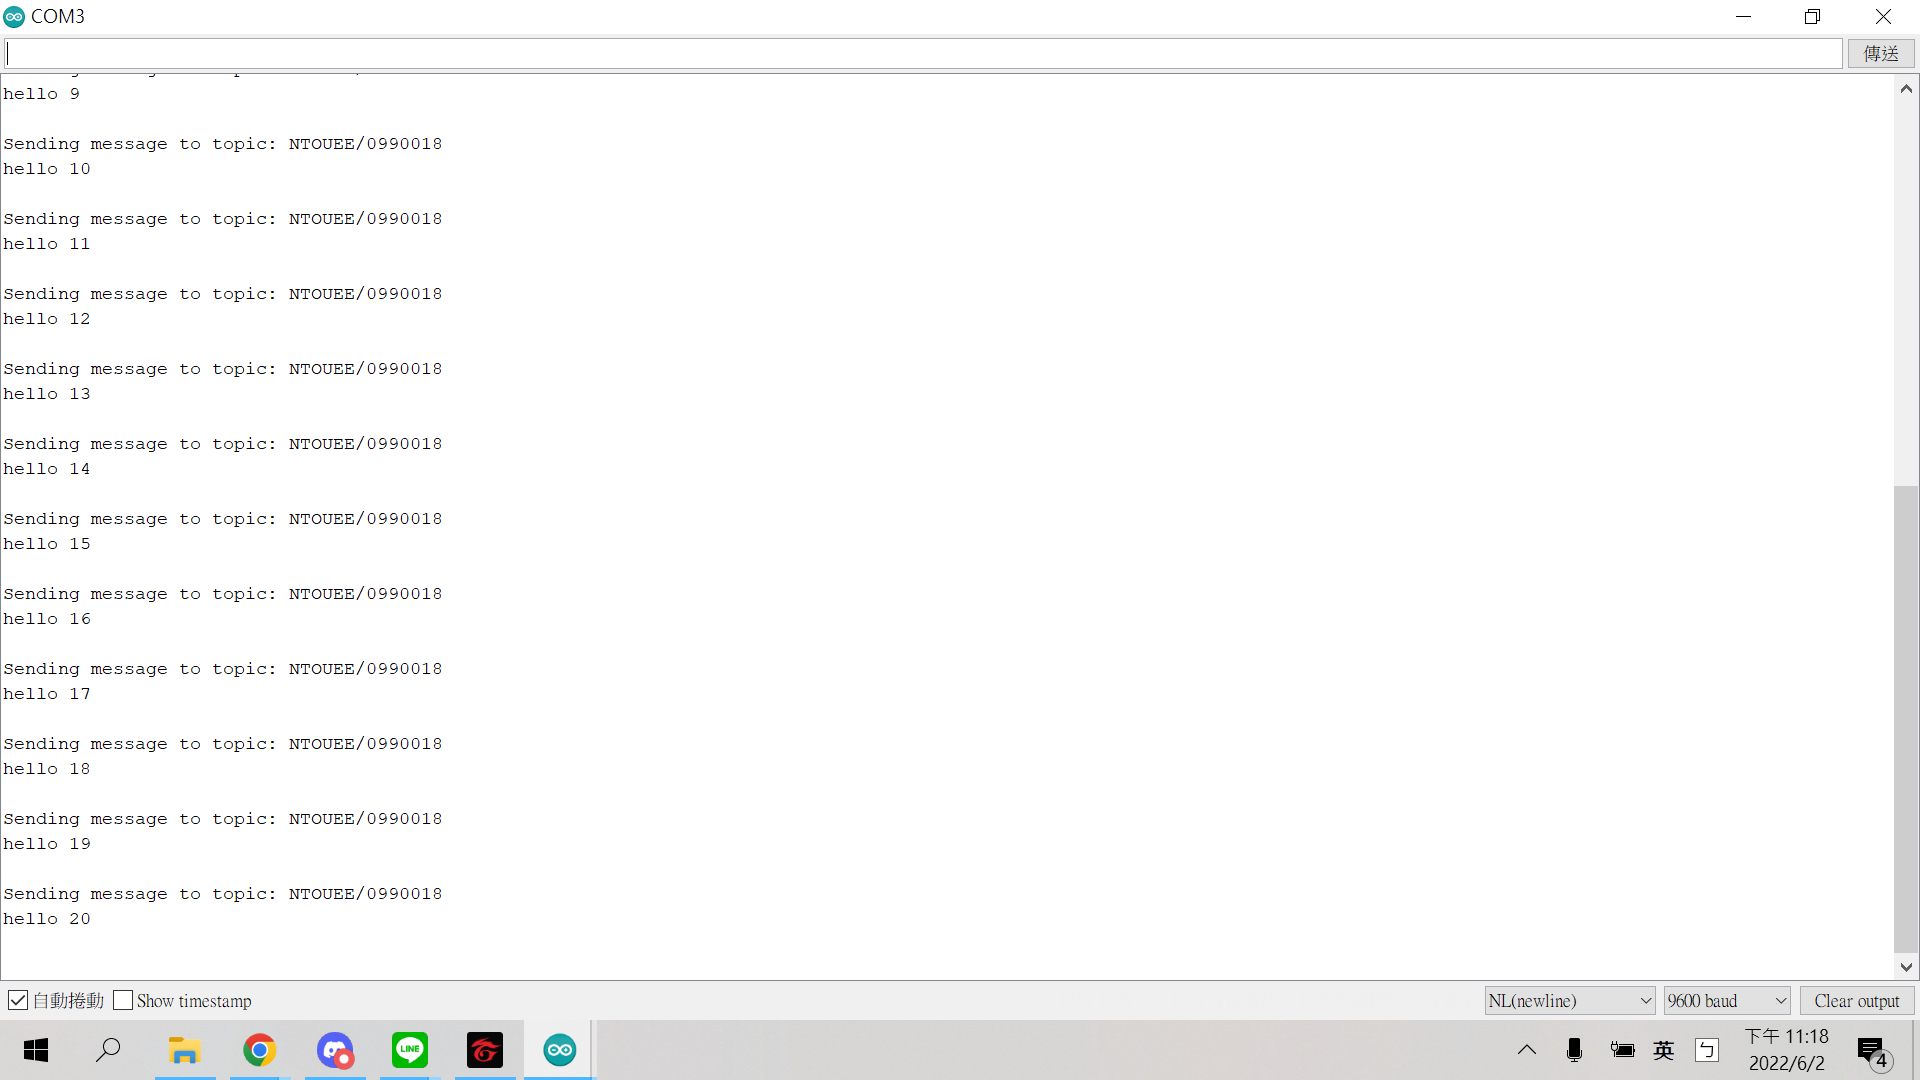 COM3
傳送
hello 9
Sending message to topic: NTOUEE/0990018
hello 10
Sending message to topic: NTOUEE/0990018
hello 11
Sending message to topic: NTOUEE/0990018
hello 12
Sending message to topic: NTOUEE/0990018
hello 13
Sending message to topic: NTOUEE/0990018
hello 14
Sending message to topic: NTOUEE/0990018
hello 15
Sending message to topic: NTOUEE/0990018
hello 16
Sending message to topic: NTOUEE/0990018
hello 17
Sending message to topic: NTOUEE/0990018
hello 18
Sending message to topic: NTOUEE/0990018
hello 19
Sending message to topic: NTOUEE/0990018
hello 20
自動捲動 Show timestamp NL(newline) 9600 baud Clear output
LINE
英 ㄅ
下午 11:18
2022/6/2
4